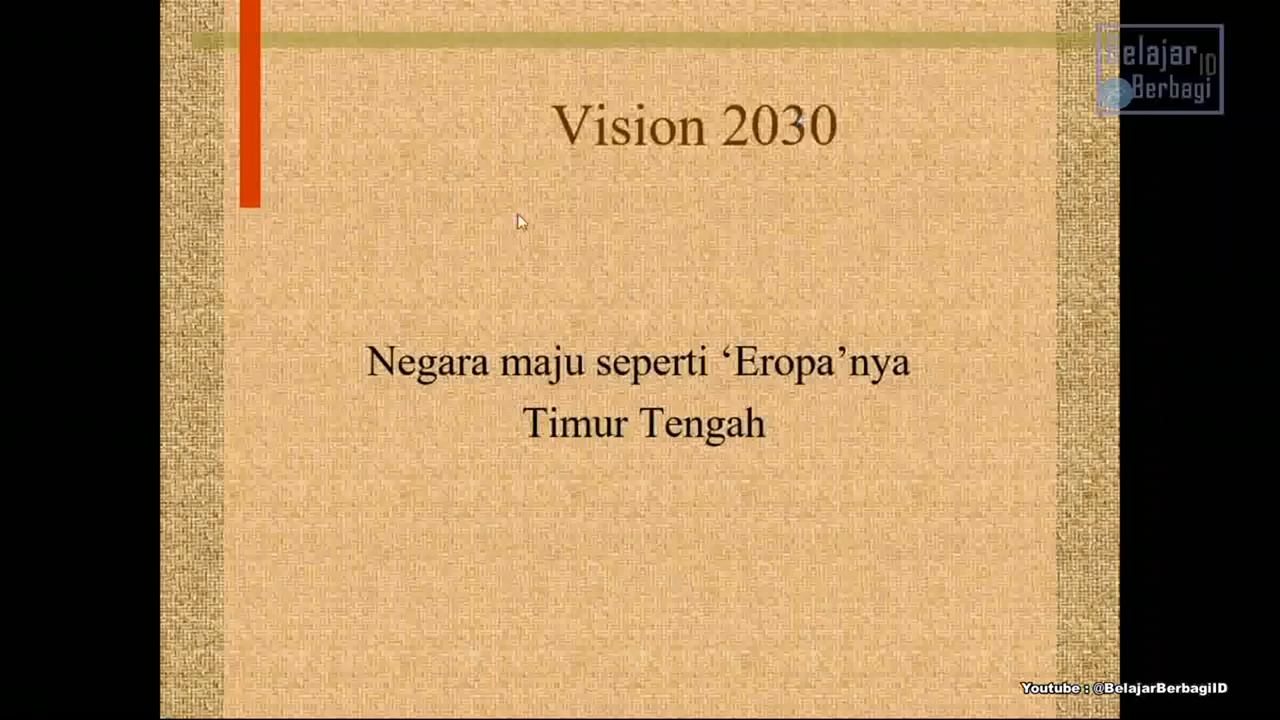 Belajar
ID
Berbagi
Vision 2030
Negara maju seperti ‘Eropa’nya
Timur Tengah
Youtube : @BelajarBerbagiID